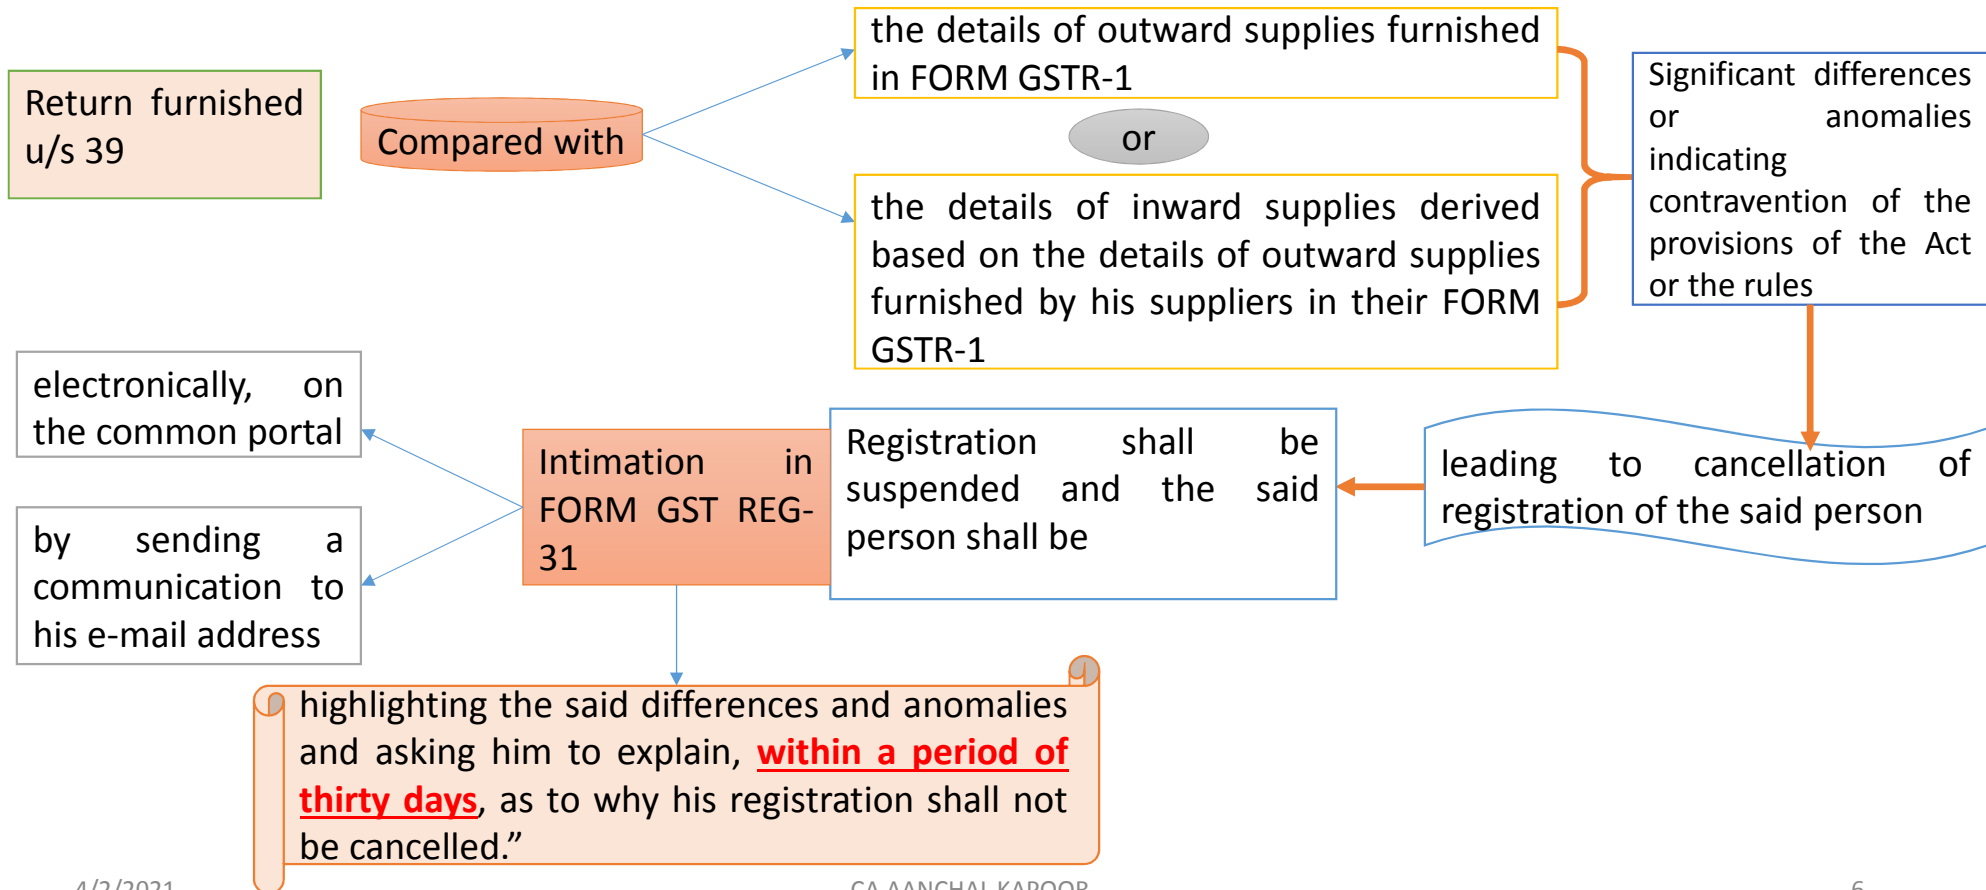 Return furnished
u/s 39
Compared with
the details of outward supplies furnished
in FORM GSTR-1
or
the details of inward supplies derived
based on the details of outward supplies
furnished by his suppliers in their FORM
GSTR-1
Significant differences
or anomalies
indicating
contravention of the
provisions of the Act
or the rules
leading to cancellation of
registration of the said person
Registration shall be
suspended and the said
person shall be
Intimation in
FORM GST REG-
31
electronically, on
the common portal
by sending a
communication to
his e-mail address
highlighting the said differences and anomalies
and asking him to explain, within a period of
thirty days, as to why his registration shall not
be cancelled.”
4/2/2021
CA AANCHAL KAPOOR
6